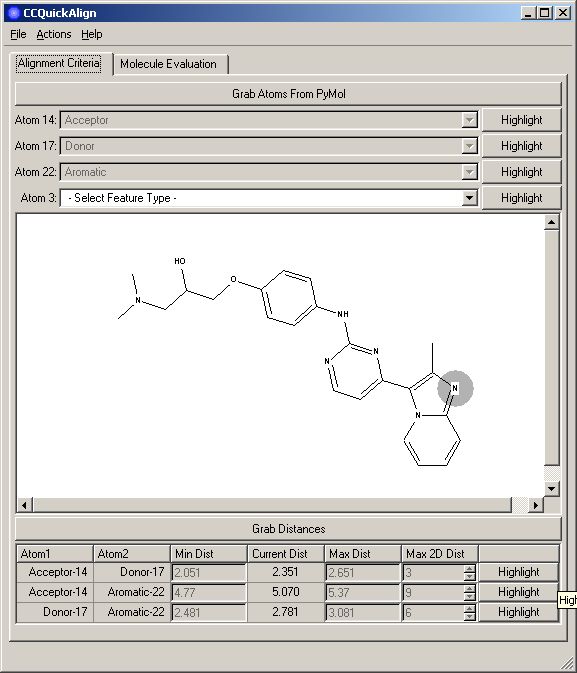 CCQuickAlign
File Actions Help
Alignment Criteria Molecule Evaluation
Grab Atoms From PyMol
Atom 14: Acceptor Highlight
Atom 17: Donor Highlight
Atom 22: Aromatic Highlight
Atom 3: - Select Feature Type - Highlight
HO
O
N
NH
N
N
N
N
Grab Distances
Atom1 Atom2 Min Dist Current Dist Max Dist Max 2D Dist
Acceptor-14 Donor-17 2.051 2.351 2.651 3 Highlight
Acceptor-14 Aromatic-22 4.77 5.070 5.37 9 Highlight
Donor-17 Aromatic-22 2.481 2.781 3.081 6 Highlight
High